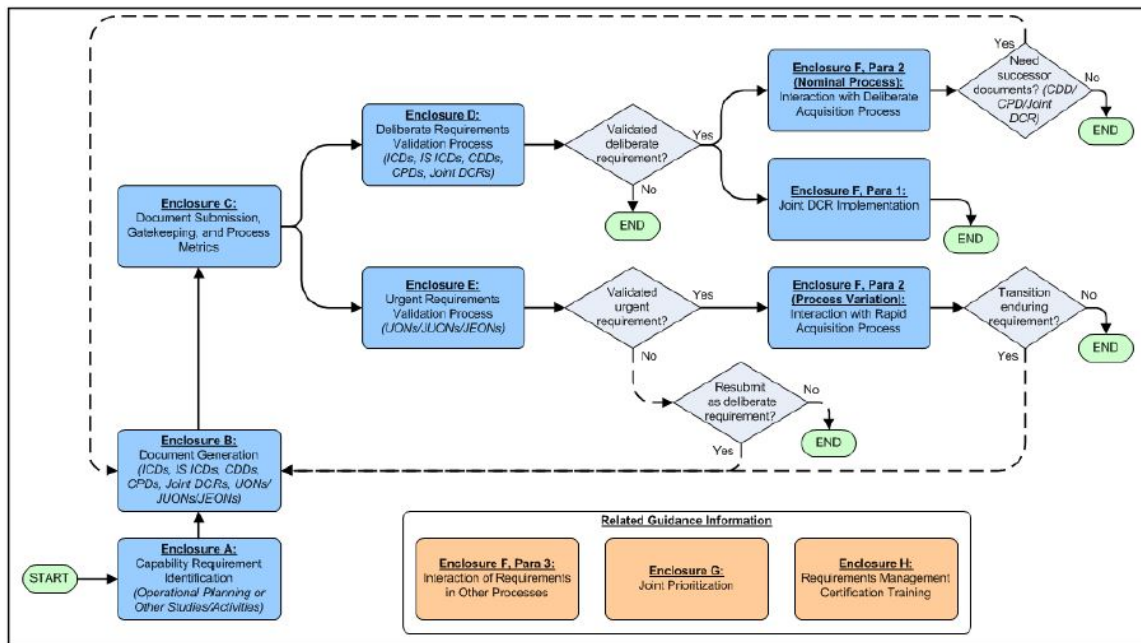 Yes
Enclosure F, Para 2
(Nominal Process):
Interaction with Deliberate
Acquisition Process
Need
successor
documents? (CDD/
CPD/Joint
DCR)
No
END
Enclosure D:
Deliberate Requirements
Validation Process
(ICDs, IS ICDs, CDDs,
CPDs, Joint DCRs)
Validated
deliberate
requirement?
Yes
No
END
Enclosure F, Para 1:
Joint DCR Implementation
END
Enclosure C:
Document Submission,
Gatekeeping, and Process
Metrics
Enclosure E:
Urgent Requirements
Validation Process
(UONs/JUONs/JEONs)
Validated
urgent
requirement?
Yes
No
Enclosure F, Para 2
(Process Variation):
Interaction with Rapid
Acquisition Process
Transition
enduring
requirement?
No
END
Yes
Resubmit
as deliberate
requirement?
No
END
Yes
Enclosure B:
Document Generation
(ICDs, IS ICDs, CDDs,
CPDs, Joint DCRs, UONs/
JUONs/JEONs)
START
Enclosure A:
Capability Requirement
Identification
(Operational Planning or
Other Studies/Activities)
Related Guidance Information
Enclosure F, Para 3:
Interaction of Requirements
in Other Processes
Enclosure G:
Joint Prioritization
Enclosure H:
Requirements Management
Certification Training